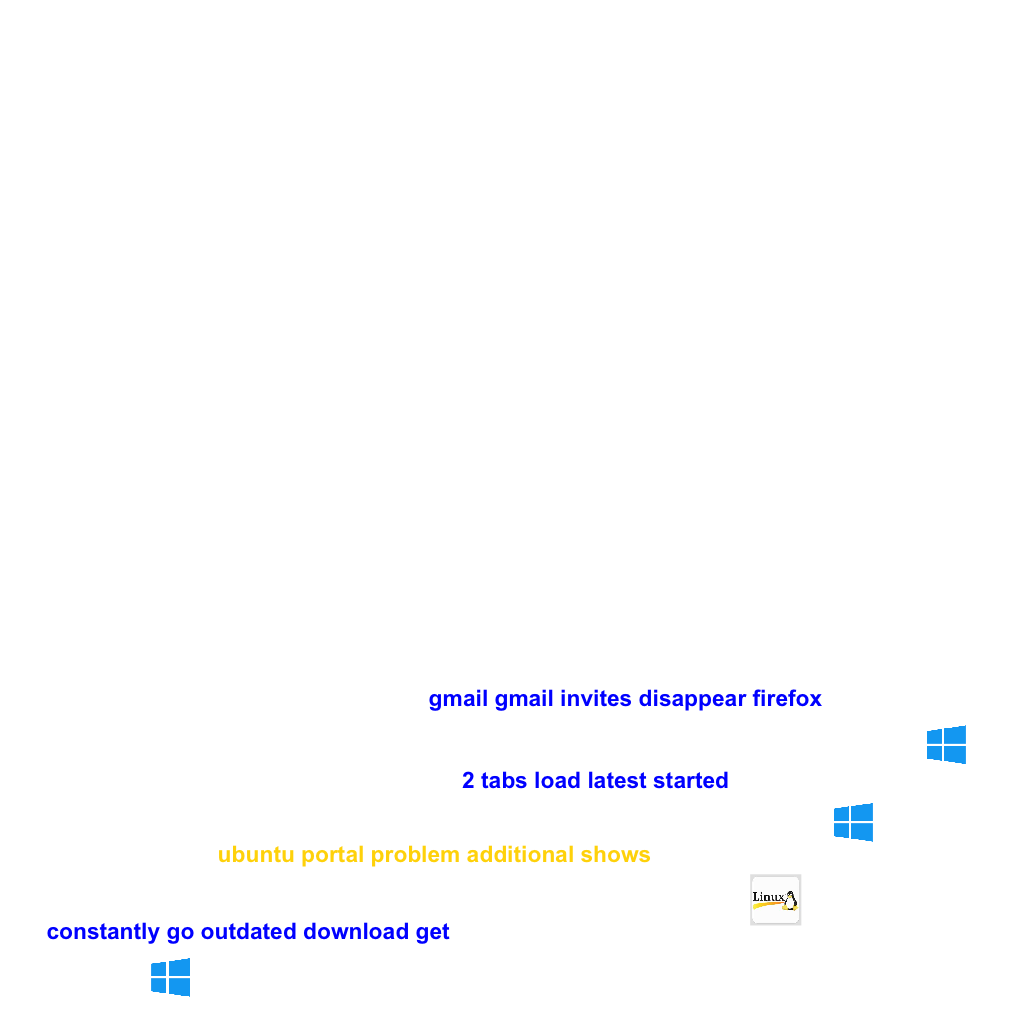 gmail gmail invites disappear firefox
2 tabs load latest started
ubuntu portal problem additional shows
Linux
constantly go outdated download get